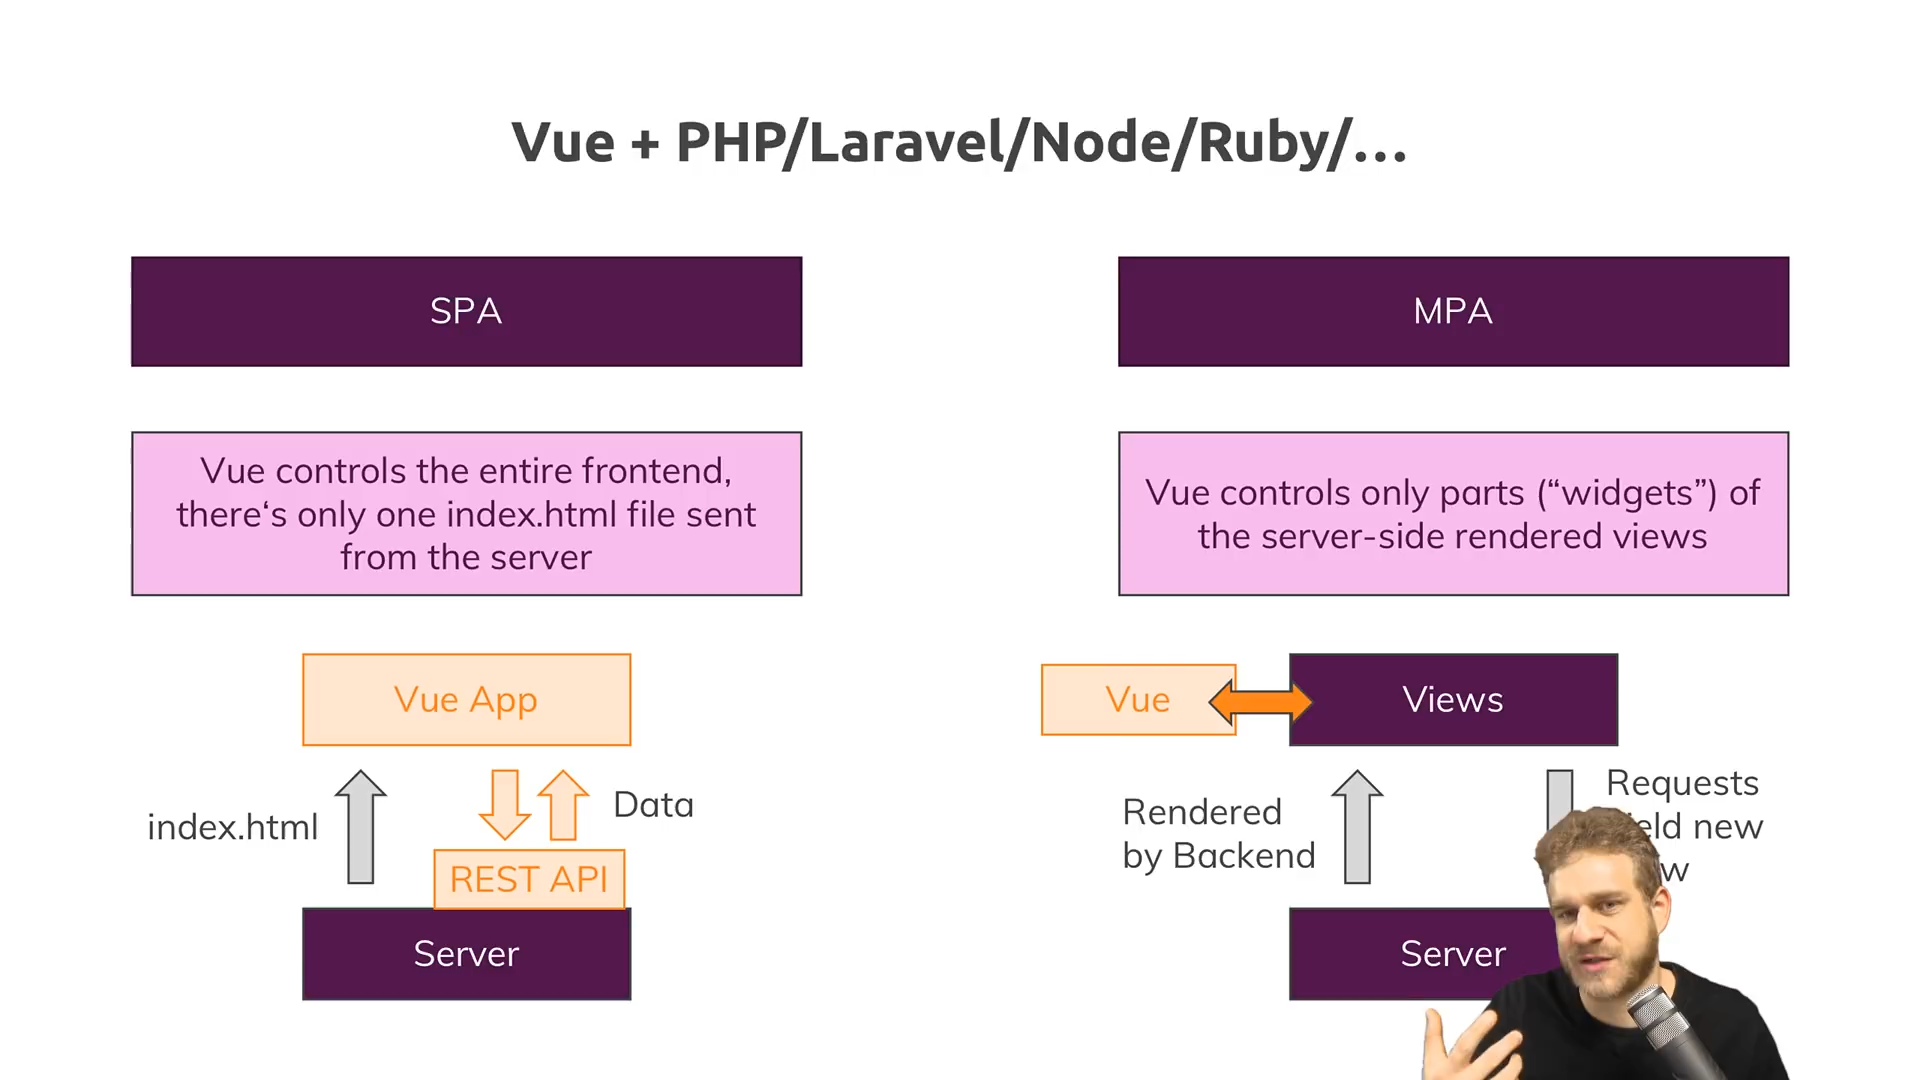 Vue + PHP/Laravel/Node/Ruby/…
SPA
MPA
Vue controls the entire frontend,
there‘s only one index.html file sent
from the server
Vue controls only parts (“widgets”) of
the server-side rendered views
Vue App
index.html
Data
REST API
Server
Vue
Views
Rendered
by Backend
Requests
new
Server